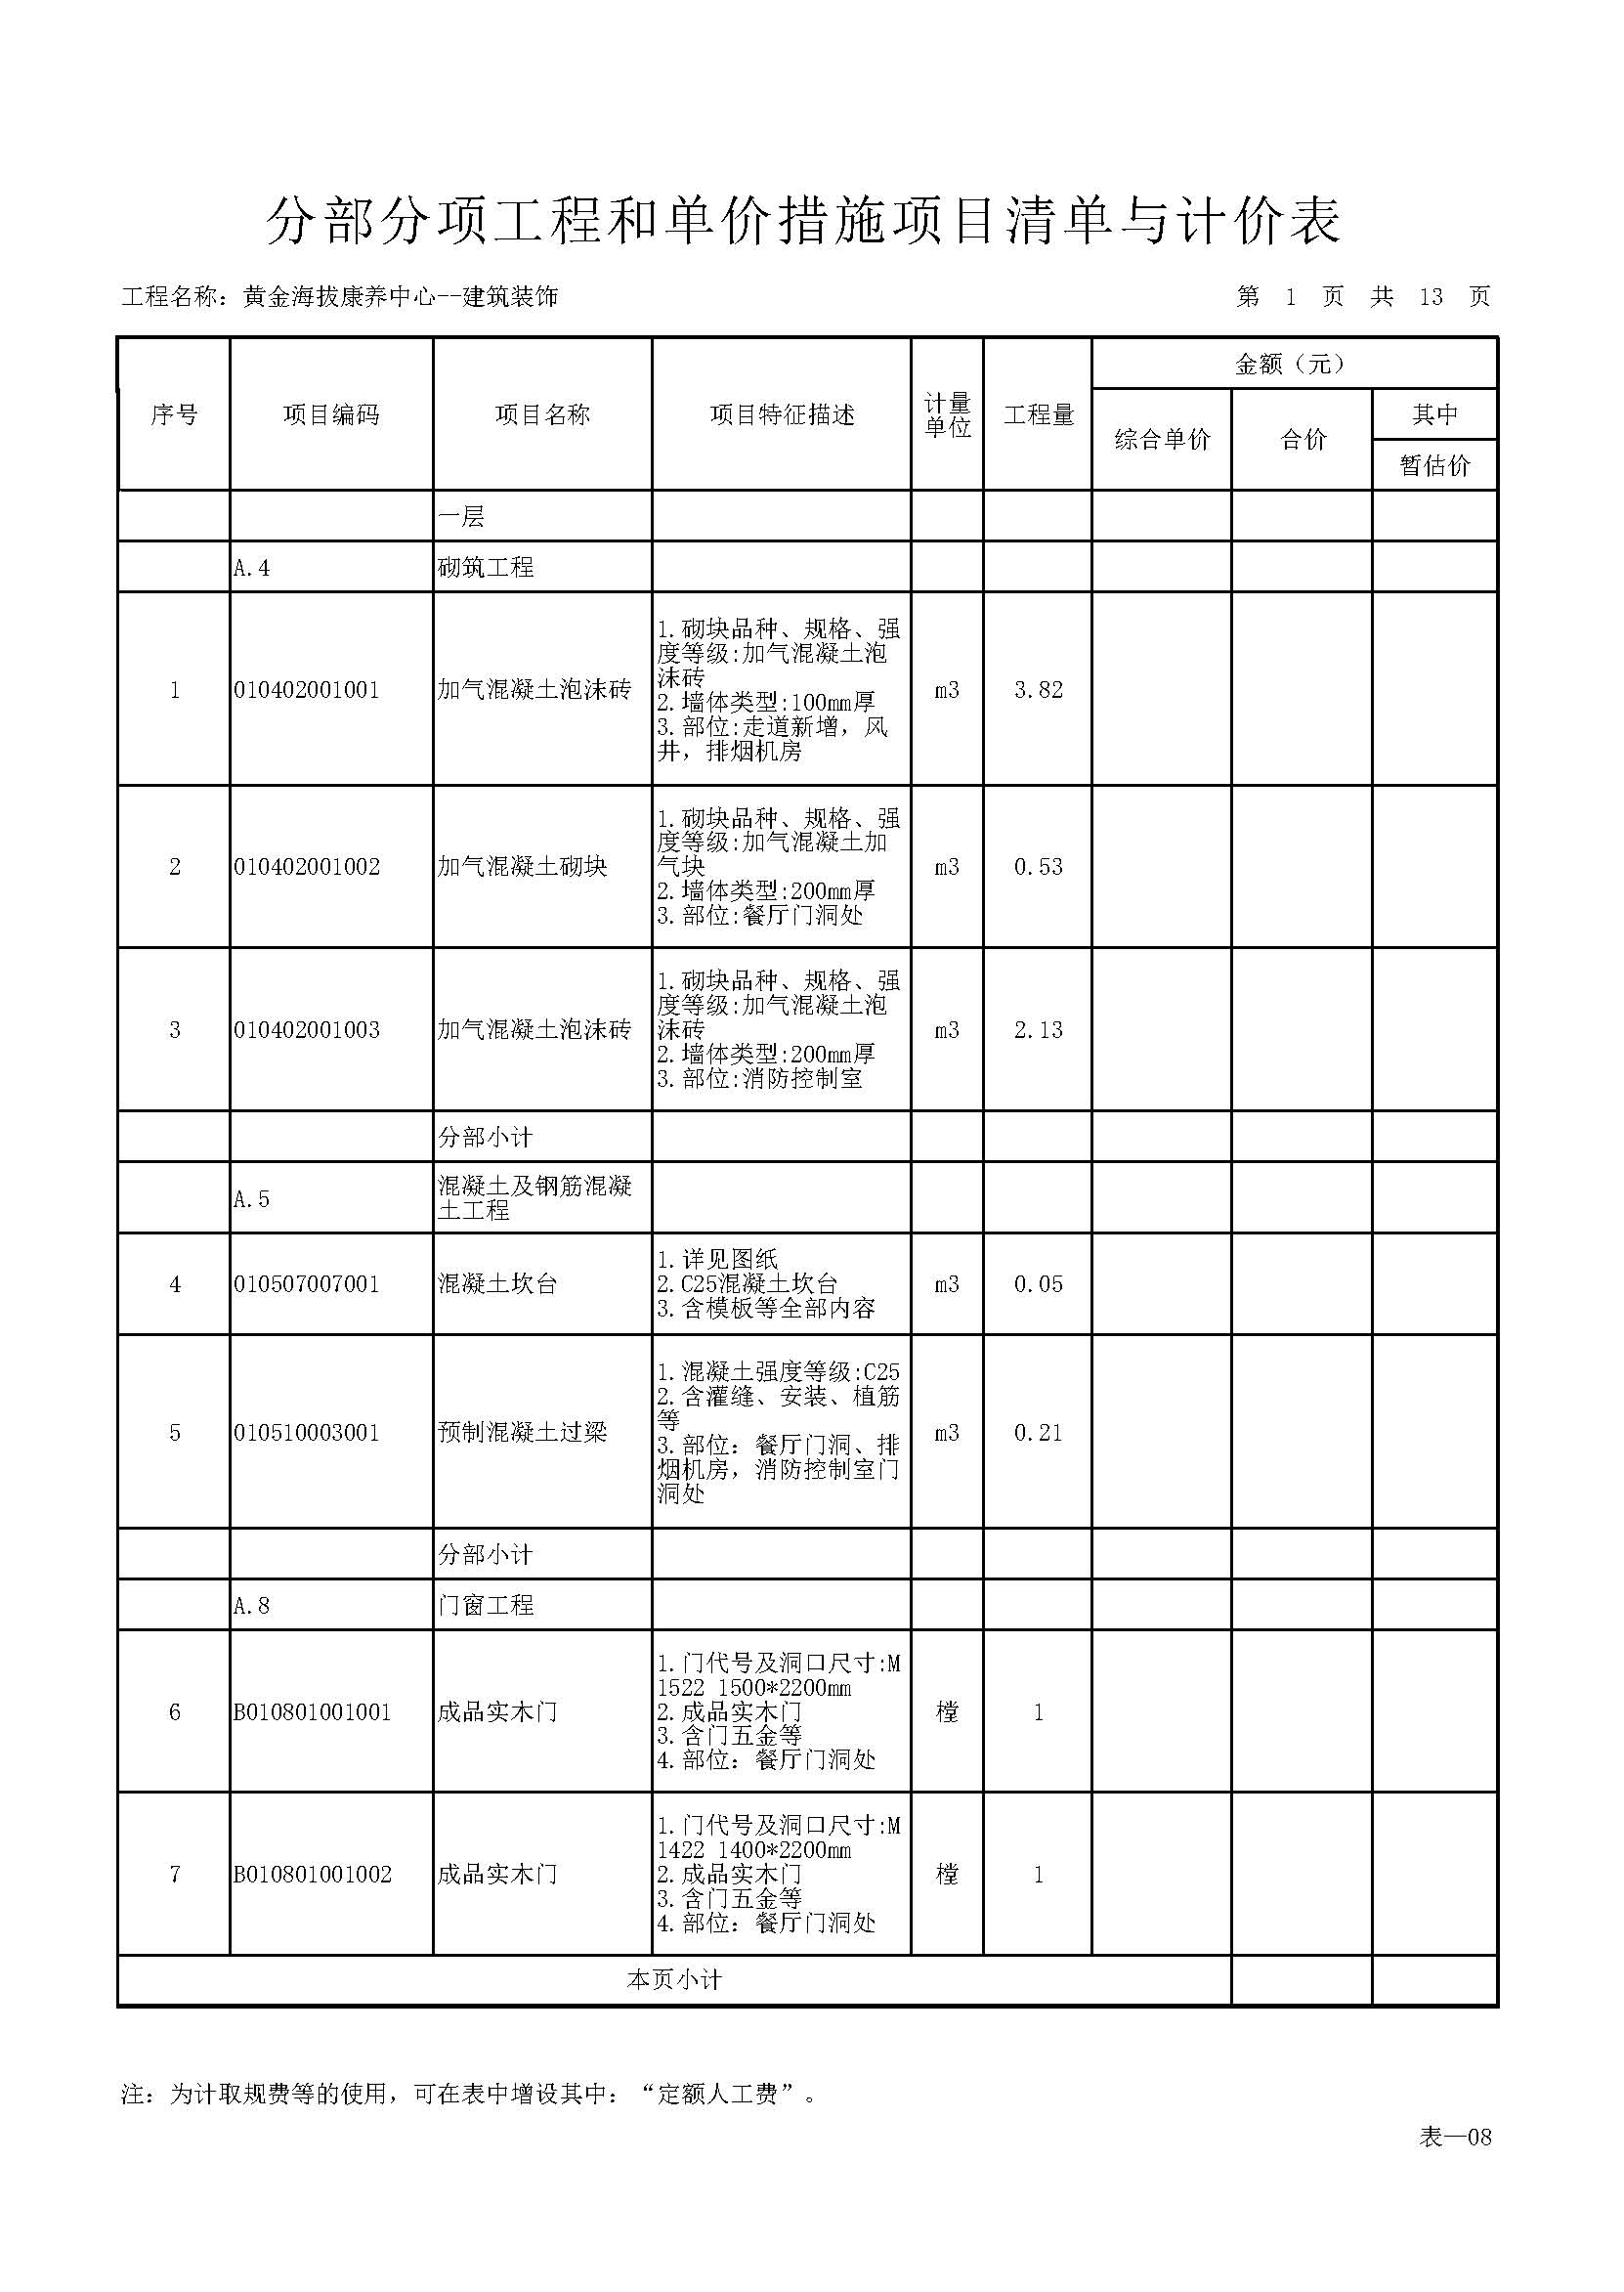 分部分项工程和单价措施项目清单与计价表
工程名称：黄金海拔康养中心--建筑装饰
第 1 页 共 13 页
序号
项目编码
项目名称
项目特征描述
计量
单位
工程量
金额（元）
综合单价
合价
其中
暂估价
一层
A.4
砌筑工程
1
010402001001
加气混凝土泡沫砖
1.砌块品种、规格、强
度等级:加气混凝土泡
沫砖
2.墙体类型:100mm厚
3.部位:走道新增，风
井，排烟机房
m3
3.82
2
010402001002
加气混凝土砌块
1.砌块品种、规格、强
度等级:加气混凝土加
气块
2.墙体类型:200mm厚
3.部位:餐厅门洞处
m3
0.53
3
010402001003
加气混凝土泡沫砖
1.砌块品种、规格、强
度等级:加气混凝土泡
沫砖
2.墙体类型:200mm厚
3.部位:消防控制室
m3
2.13
分部小计
A.5
混凝土及钢筋混凝
土工程
4
010507007001
混凝土坎台
1.详见图纸
2.C25混凝土坎台
3.含模板等全部内容
m3
0.05
5
010510003001
预制混凝土过梁
1.混凝土强度等级:C25
2.含灌缝、安装、植筋
等
3.部位：餐厅门洞、排
烟机房，消防控制室门
洞处
m3
0.21
分部小计
A.8
门窗工程
6
B010801001001
成品实木门
1.门代号及洞口尺寸:M
1522 1500*2200mm
2.成品实木门
3.含门五金等
4.部位：餐厅门洞处
樘
1
7
B010801001002
成品实木门
1.门代号及洞口尺寸:M
1422 1400*2200mm
2.成品实木门
3.含门五金等
4.部位：餐厅门洞处
樘
1
本页小计
注：为计取规费等的使用，可在表中增设其中：“定额人工费”。
表—08